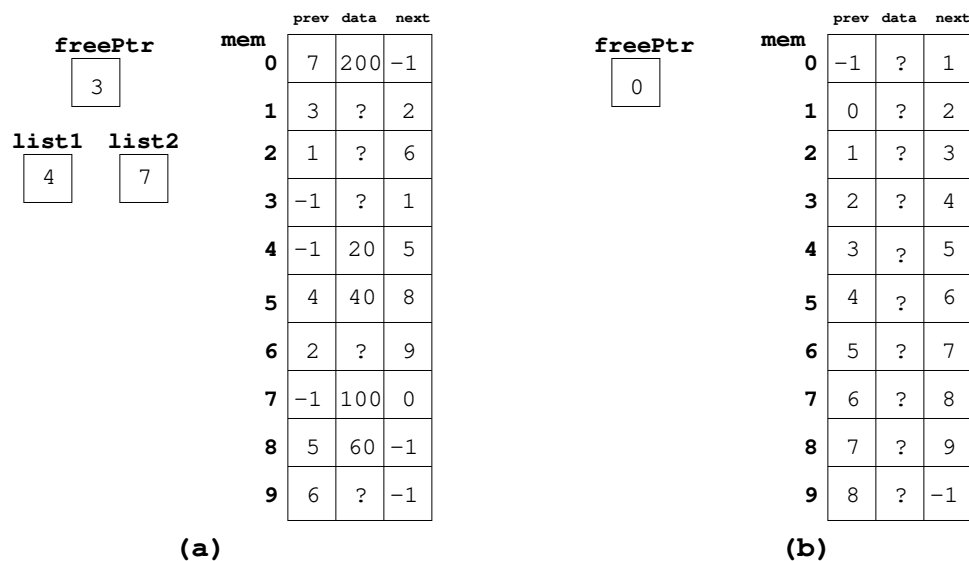 prev data next
freePtr
mem
0 7 200 −1
3
1 3 ? 2
list1 list2
2 1 ? 6
4 7
3 −1 ? 1
4 −1 20 5
5 4 40 8
6 2 ? 9
7 −1 100 0
8 5 60 −1
9 6 ? −1
(a)
prev data next
freePtr
mem
0 −1 ? 1
0
1 0 ? 2
2 1 ? 3
3 2 ? 4
4 3 ? 5
5 4 ? 6
6 5 ? 7
7 6 ? 8
8 7 ? 9
9 8 ? −1
(b)